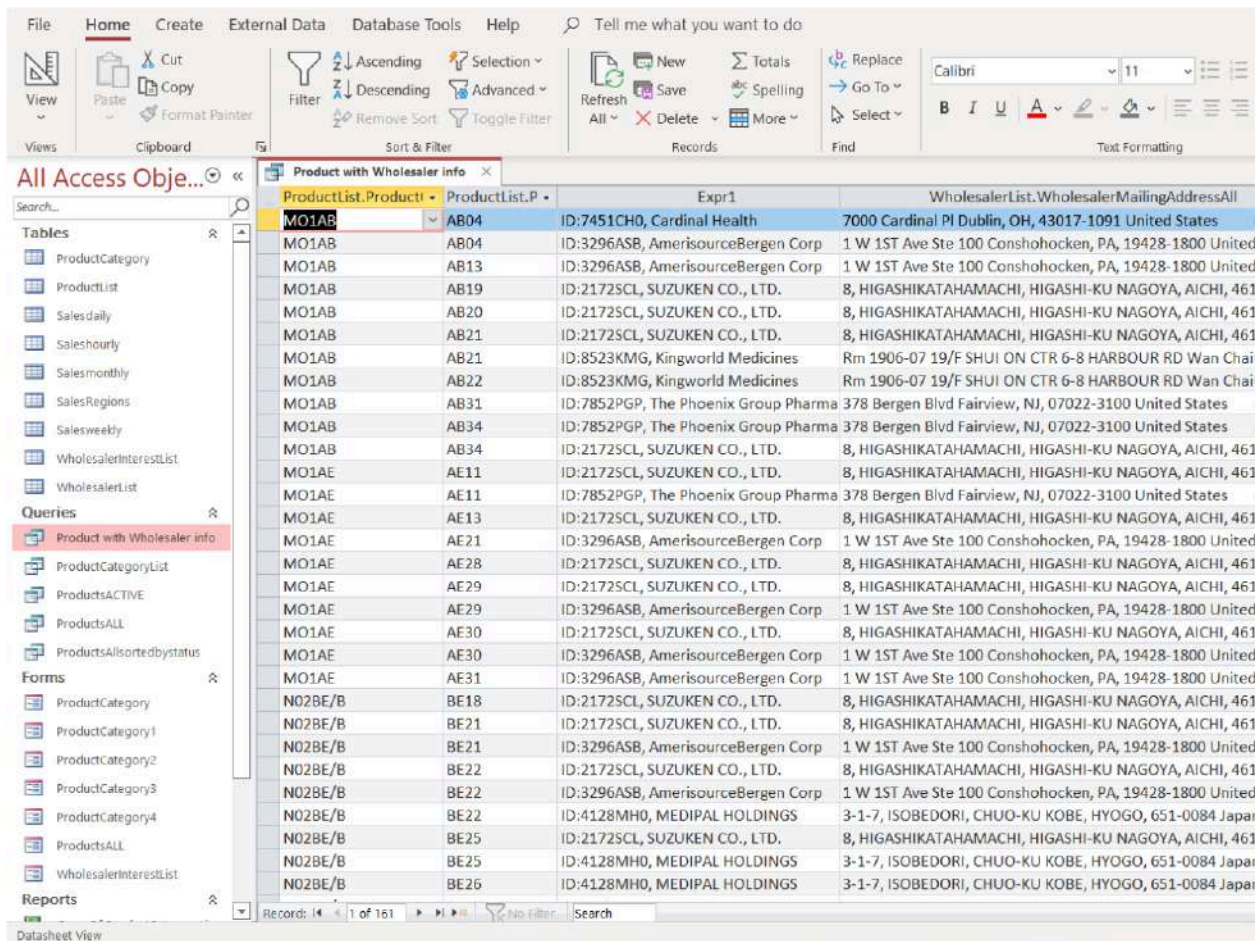 File Home Create External Data Database Tools Help Tell me what you want to do
View
Paste
Cut
Copy
Format Painter
Filter
Ascending
Descending
Remove Sort
Selection
Advanced
Toggle Filter
Refresh All
New
Save
Delete
Totals
Spelling
More
Replace
Go To
Select
Calibri 11
B I U A
Views Clipboard Sort & Filter Records Find Text Formatting
All Access Obje...
Search...
Tables
ProductCategory
ProductList
Salesdaily
Saleshourly
Salesmonthly
SalesRegions
Salesweekly
WholesalerInterestList
WholesalerList
Queries
Product with Wholesaler info
ProductCategoryList
ProductsACTIVE
ProductsALL
ProductsAllsortedbystatus
Forms
ProductCategory
ProductCategory1
ProductCategory2
ProductCategory3
ProductCategory4
ProductsALL
WholesalerInterestList
Reports
Product with Wholesaler info
ProductList.ProductI ProductList.P Expr1 WholesalerList.WholesalerMailingAddressAll
MO1AB AB04 ID:7451CH0, Cardinal Health 7000 Cardinal Pl Dublin, OH, 43017-1091 United States
MO1AB AB04 ID:3296ASB, AmerisourceBergen Corp 1 W 1ST Ave Ste 100 Conshohocken, PA, 19428-1800 United
MO1AB AB13 ID:3296ASB, AmerisourceBergen Corp 1 W 1ST Ave Ste 100 Conshohocken, PA, 19428-1800 United
MO1AB AB19 ID:2172SCL, SUZUKEN CO., LTD. 8, HIGASHIKATAHAMACHI, HIGASHI-KU NAGOYA, AICHI, 461
MO1AB AB20 ID:2172SCL, SUZUKEN CO., LTD. 8, HIGASHIKATAHAMACHI, HIGASHI-KU NAGOYA, AICHI, 461
MO1AB AB21 ID:2172SCL, SUZUKEN CO., LTD. 8, HIGASHIKATAHAMACHI, HIGASHI-KU NAGOYA, AICHI, 461
MO1AB AB21 ID:8523KMG, Kingworld Medicines Rm 1906-07 19/F SHUI ON CTR 6-8 HARBOUR RD Wan Chai
MO1AB AB22 ID:8523KMG, Kingworld Medicines Rm 1906-07 19/F SHUI ON CTR 6-8 HARBOUR RD Wan Chai
MO1AB AB31 ID:7852PGP, The Phoenix Group Pharma 378 Bergen Blvd Fairview, NJ, 07022-3100 United States
MO1AB AB34 ID:7852PGP, The Phoenix Group Pharma 378 Bergen Blvd Fairview, NJ, 07022-3100 United States
MO1AB AB34 ID:2172SCL, SUZUKEN CO., LTD. 8, HIGASHIKATAHAMACHI, HIGASHI-KU NAGOYA, AICHI, 461
MO1AE AE11 ID:2172SCL, SUZUKEN CO., LTD. 8, HIGASHIKATAHAMACHI, HIGASHI-KU NAGOYA, AICHI, 461
MO1AE AE11 ID:7852PGP, The Phoenix Group Pharma 378 Bergen Blvd Fairview, NJ, 07022-3100 United States
MO1AE AE13 ID:2172SCL, SUZUKEN CO., LTD. 8, HIGASHIKATAHAMACHI, HIGASHI-KU NAGOYA, AICHI, 461
MO1AE AE21 ID:3296ASB, AmerisourceBergen Corp 1 W 1ST Ave Ste 100 Conshohocken, PA, 19428-1800 United
MO1AE AE28 ID:2172SCL, SUZUKEN CO., LTD. 8, HIGASHIKATAHAMACHI, HIGASHI-KU NAGOYA, AICHI, 461
MO1AE AE29 ID:2172SCL, SUZUKEN CO., LTD. 8, HIGASHIKATAHAMACHI, HIGASHI-KU NAGOYA, AICHI, 461
MO1AE AE29 ID:3296ASB, AmerisourceBergen Corp 1 W 1ST Ave Ste 100 Conshohocken, PA, 19428-1800 United
MO1AE AE30 ID:2172SCL, SUZUKEN CO., LTD. 8, HIGASHIKATAHAMACHI, HIGASHI-KU NAGOYA, AICHI, 461
MO1AE AE30 ID:3296ASB, AmerisourceBergen Corp 1 W 1ST Ave Ste 100 Conshohocken, PA, 19428-1800 United
MO1AE AE31 ID:3296ASB, AmerisourceBergen Corp 1 W 1ST Ave Ste 100 Conshohocken, PA, 19428-1800 United
N02BE/B BE18 ID:2172SCL, SUZUKEN CO., LTD. 8, HIGASHIKATAHAMACHI, HIGASHI-KU NAGOYA, AICHI, 461
N02BE/B BE21 ID:2172SCL, SUZUKEN CO., LTD. 8, HIGASHIKATAHAMACHI, HIGASHI-KU NAGOYA, AICHI, 461
N02BE/B BE21 ID:3296ASB, AmerisourceBergen Corp 1 W 1ST Ave Ste 100 Conshohocken, PA, 19428-1800 United
N02BE/B BE22 ID:2172SCL, SUZUKEN CO., LTD. 8, HIGASHIKATAHAMACHI, HIGASHI-KU NAGOYA, AICHI, 461
N02BE/B BE22 ID:3296ASB, AmerisourceBergen Corp 1 W 1ST Ave Ste 100 Conshohocken, PA, 19428-1800 United
N02BE/B BE22 ID:4128MH0, MEDIPAL HOLDINGS 3-1-7, ISOBEDORI, CHUO-KU KOBE, HYOGO, 651-0084 Japan
N02BE/B BE25 ID:2172SCL, SUZUKEN CO., LTD. 8, HIGASHIKATAHAMACHI, HIGASHI-KU NAGOYA, AICHI, 461
N02BE/B BE25 ID:4128MH0, MEDIPAL HOLDINGS 3-1-7, ISOBEDORI, CHUO-KU KOBE, HYOGO, 651-0084 Japan
N02BE/B BE26 ID:4128MH0, MEDIPAL HOLDINGS 3-1-7, ISOBEDORI, CHUO-KU KOBE, HYOGO, 651-0084 Japan
Record: 1 of 161 No Filter Search
Datasheet View